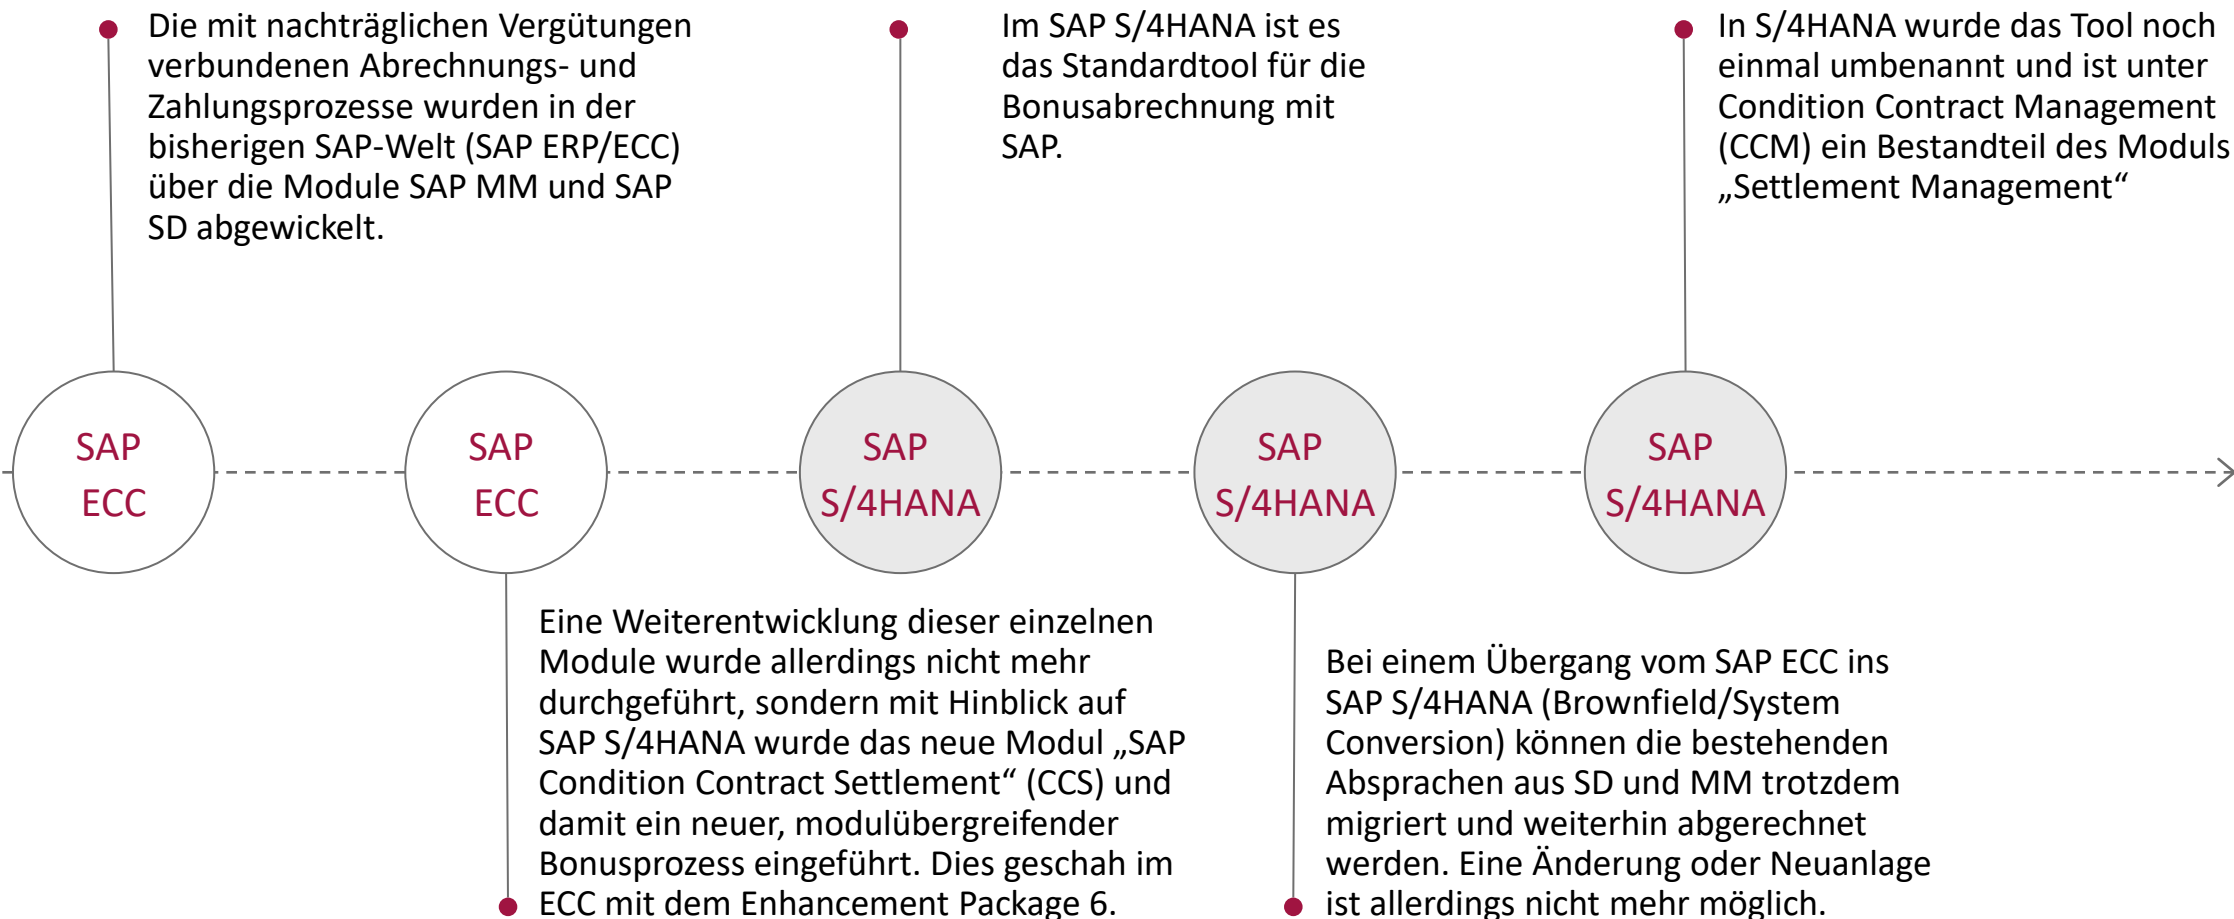 Die mit nachträglichen Vergütungen
verbundenen Abrechnungs- und
Zahlungsprozesse wurden in der
bisherigen SAP-Welt (SAP ERP/ECC)
über die Module SAP MM und SAP
SD abgewickelt.
Im SAP S/4HANA ist es
das Standardtool für die
Bonusabrechnung mit
SAP.
In S/4HANA wurde das Tool noch
einmal umbenannt und ist unter
Condition Contract Management
(CCM) ein Bestandteil des Moduls
„Settlement Management“
SAP
ECC
SAP
ECC
SAP
S/4HANA
SAP
S/4HANA
SAP
S/4HANA
Eine Weiterentwicklung dieser einzelnen
Module wurde allerdings nicht mehr
durchgeführt, sondern mit Hinblick auf
SAP S/4HANA wurde das neue Modul „SAP
Condition Contract Settlement“ (CCS) und
damit ein neuer, modulübergreifender
Bonusprozess eingeführt. Dies geschah im
ECC mit dem Enhancement Package 6.
Bei einem Übergang vom SAP ECC ins
SAP S/4HANA (Brownfield/System
Conversion) können die bestehenden
Absprachen aus SD und MM trotzdem
migriert und weiterhin abgerechnet
werden. Eine Änderung oder Neuanlage
ist allerdings nicht mehr möglich.